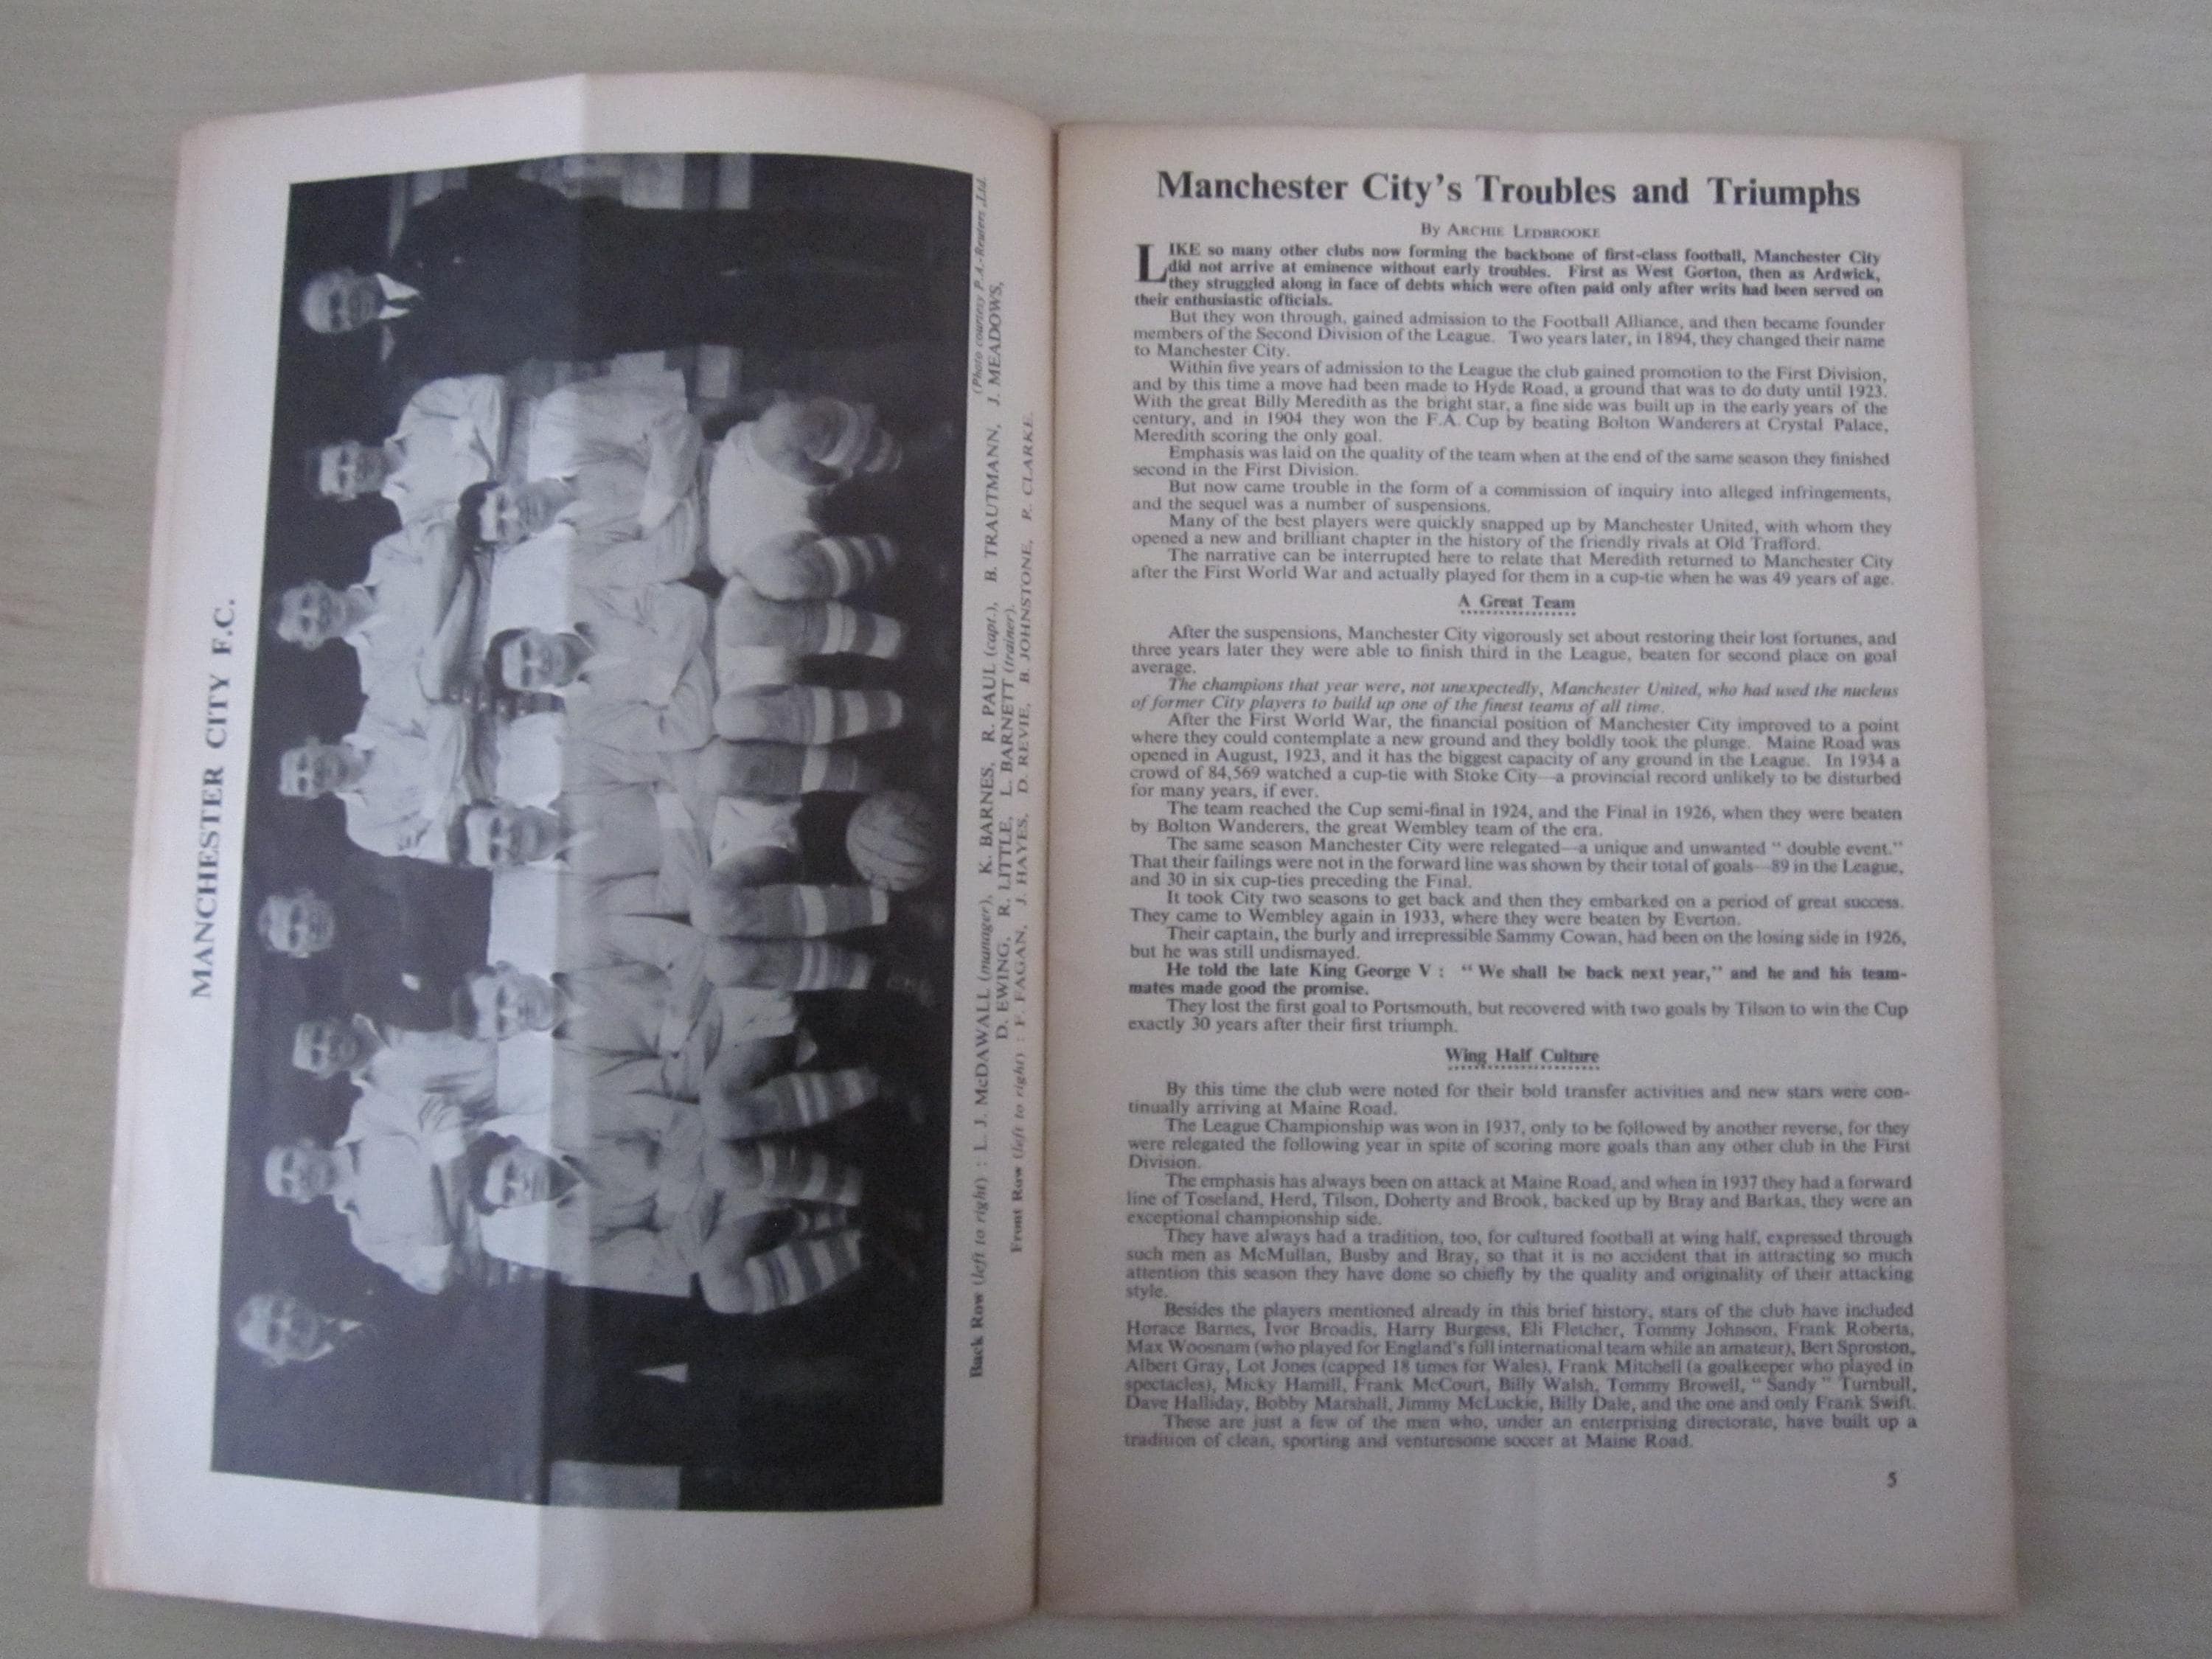 MANCHESTER CITY F.C.
(Photo courtesy P.A.-Reuters Ltd.
Back Row (left to right) : L. J. McDAWALL (manager), K. BARNES, R. PAUL (capt.), B. TRAUTMANN, J. MEADOWS,
D. EWING, R. LITTLE, L. BARNETT (trainer).
Front Row (left to right) : F. FAGAN, J. HAYES, D. REVIE, B. JOHNSTONE, R. CLARKE.
Manchester City's Troubles and Triumphs
By ARCHIE LEDBROOKE
LIKE so many other clubs now forming the backbone of first-class football, Manchester City
did not arrive at eminence without early troubles. First as West Gorton, then as Ardwick,
they struggled along in face of debts which were often paid only after writs had been served on
their enthusiastic officials.
But they won through, gained admission to the Football Alliance, and then became founder
members of the Second Division of the League. Two years later, in 1894, they changed their name
to Manchester City.
Within five years of admission to the League the club gained promotion to the First Division,
and by this time a move had been made to Hyde Road, a ground that was to do duty until 1923.
With the great Billy Meredith as the bright star, a fine side was built up in the early years of the
century, and in 1904 they won the F.A. Cup by beating Bolton Wanderers at Crystal Palace,
Meredith scoring the only goal.
Emphasis was laid on the quality of the team when at the end of the same season they finished
second in the First Division.
But now came trouble in the form of a commission of inquiry into alleged infringements,
and the sequel was a number of suspensions.
Many of the best players were quickly snapped up by Manchester United, with whom they
opened a new and brilliant chapter in the history of the friendly rivals at Old Trafford.
The narrative can be interrupted here to relate that Meredith returned to Manchester City
after the First World War and actually played for them in a cup-tie when he was 49 years of age.
A Great Team
After the suspensions, Manchester City vigorously set about restoring their lost fortunes, and
three years later they were able to finish third in the League, beaten for second place on goal
average.
The champions that year were, not unexpectedly, Manchester United, who had used the nucleus
of former City players to build up one of the finest teams of all time.
After the First World War, the financial position of Manchester City improved to a point
where they could contemplate a new ground and they boldly took the plunge. Maine Road was
opened in August, 1923, and it has the biggest capacity of any ground in the League. In 1934 a
crowd of 84,569 watched a cup-tie with Stoke City—a provincial record unlikely to be disturbed
for many years, if ever.
The team reached the Cup semi-final in 1924, and the Final in 1926, when they were beaten
by Bolton Wanderers, the great Wembley team of the era.
The same season Manchester City were relegated—a unique and unwanted " double event."
That their failings were not in the forward line was shown by their total of goals—89 in the League,
and 30 in six cup-ties preceding the Final.
It took City two seasons to get back and then they embarked on a period of great success.
They came to Wembley again in 1933, where they were beaten by Everton.
Their captain, the burly and irrepressible Sammy Cowan, had been on the losing side in 1926,
but he was still undismayed.
He told the late King George V : " We shall be back next year," and he and his team-
mates made good the promise.
They lost the first goal to Portsmouth, but recovered with two goals by Tilson to win the Cup
exactly 30 years after their first triumph.
Wing Half Culture
By this time the club were noted for their bold transfer activities and new stars were con-
tinually arriving at Maine Road.
The League Championship was won in 1937, only to be followed by another reverse, for they
were relegated the following year in spite of scoring more goals than any other club in the First
Division.
The emphasis has always been on attack at Maine Road, and when in 1937 they had a forward
line of Toseland, Herd, Tilson, Doherty and Brook, backed up by Bray and Barkas, they were an
exceptional championship side.
They have always had a tradition, too, for cultured football at wing half, expressed through
such men as McMullan, Busby and Bray, so that it is no accident that in attracting so much
attention this season they have done so chiefly by the quality and originality of their attacking
style.
Besides the players mentioned already in this brief history, stars of the club have included
Horace Barnes, Ivor Broadis, Harry Burgess, Eli Fletcher, Tommy Johnson, Frank Roberts,
Max Woosnam (who played for England's full international team while an amateur), Bert Sproston,
Albert Gray, Lot Jones (capped 18 times for Wales), Frank Mitchell (a goalkeeper who played in
spectacles), Micky Hamill, Frank McCourt, Billy Walsh, Tommy Browell, " Sandy " Turnbull,
Dave Halliday, Bobby Marshall, Jimmy McLuckie, Billy Dale, and the one and only Frank Swift.
These are just a few of the men who, under an enterprising directorate, have built up a
tradition of clean, sporting and venturesome soccer at Maine Road.
5